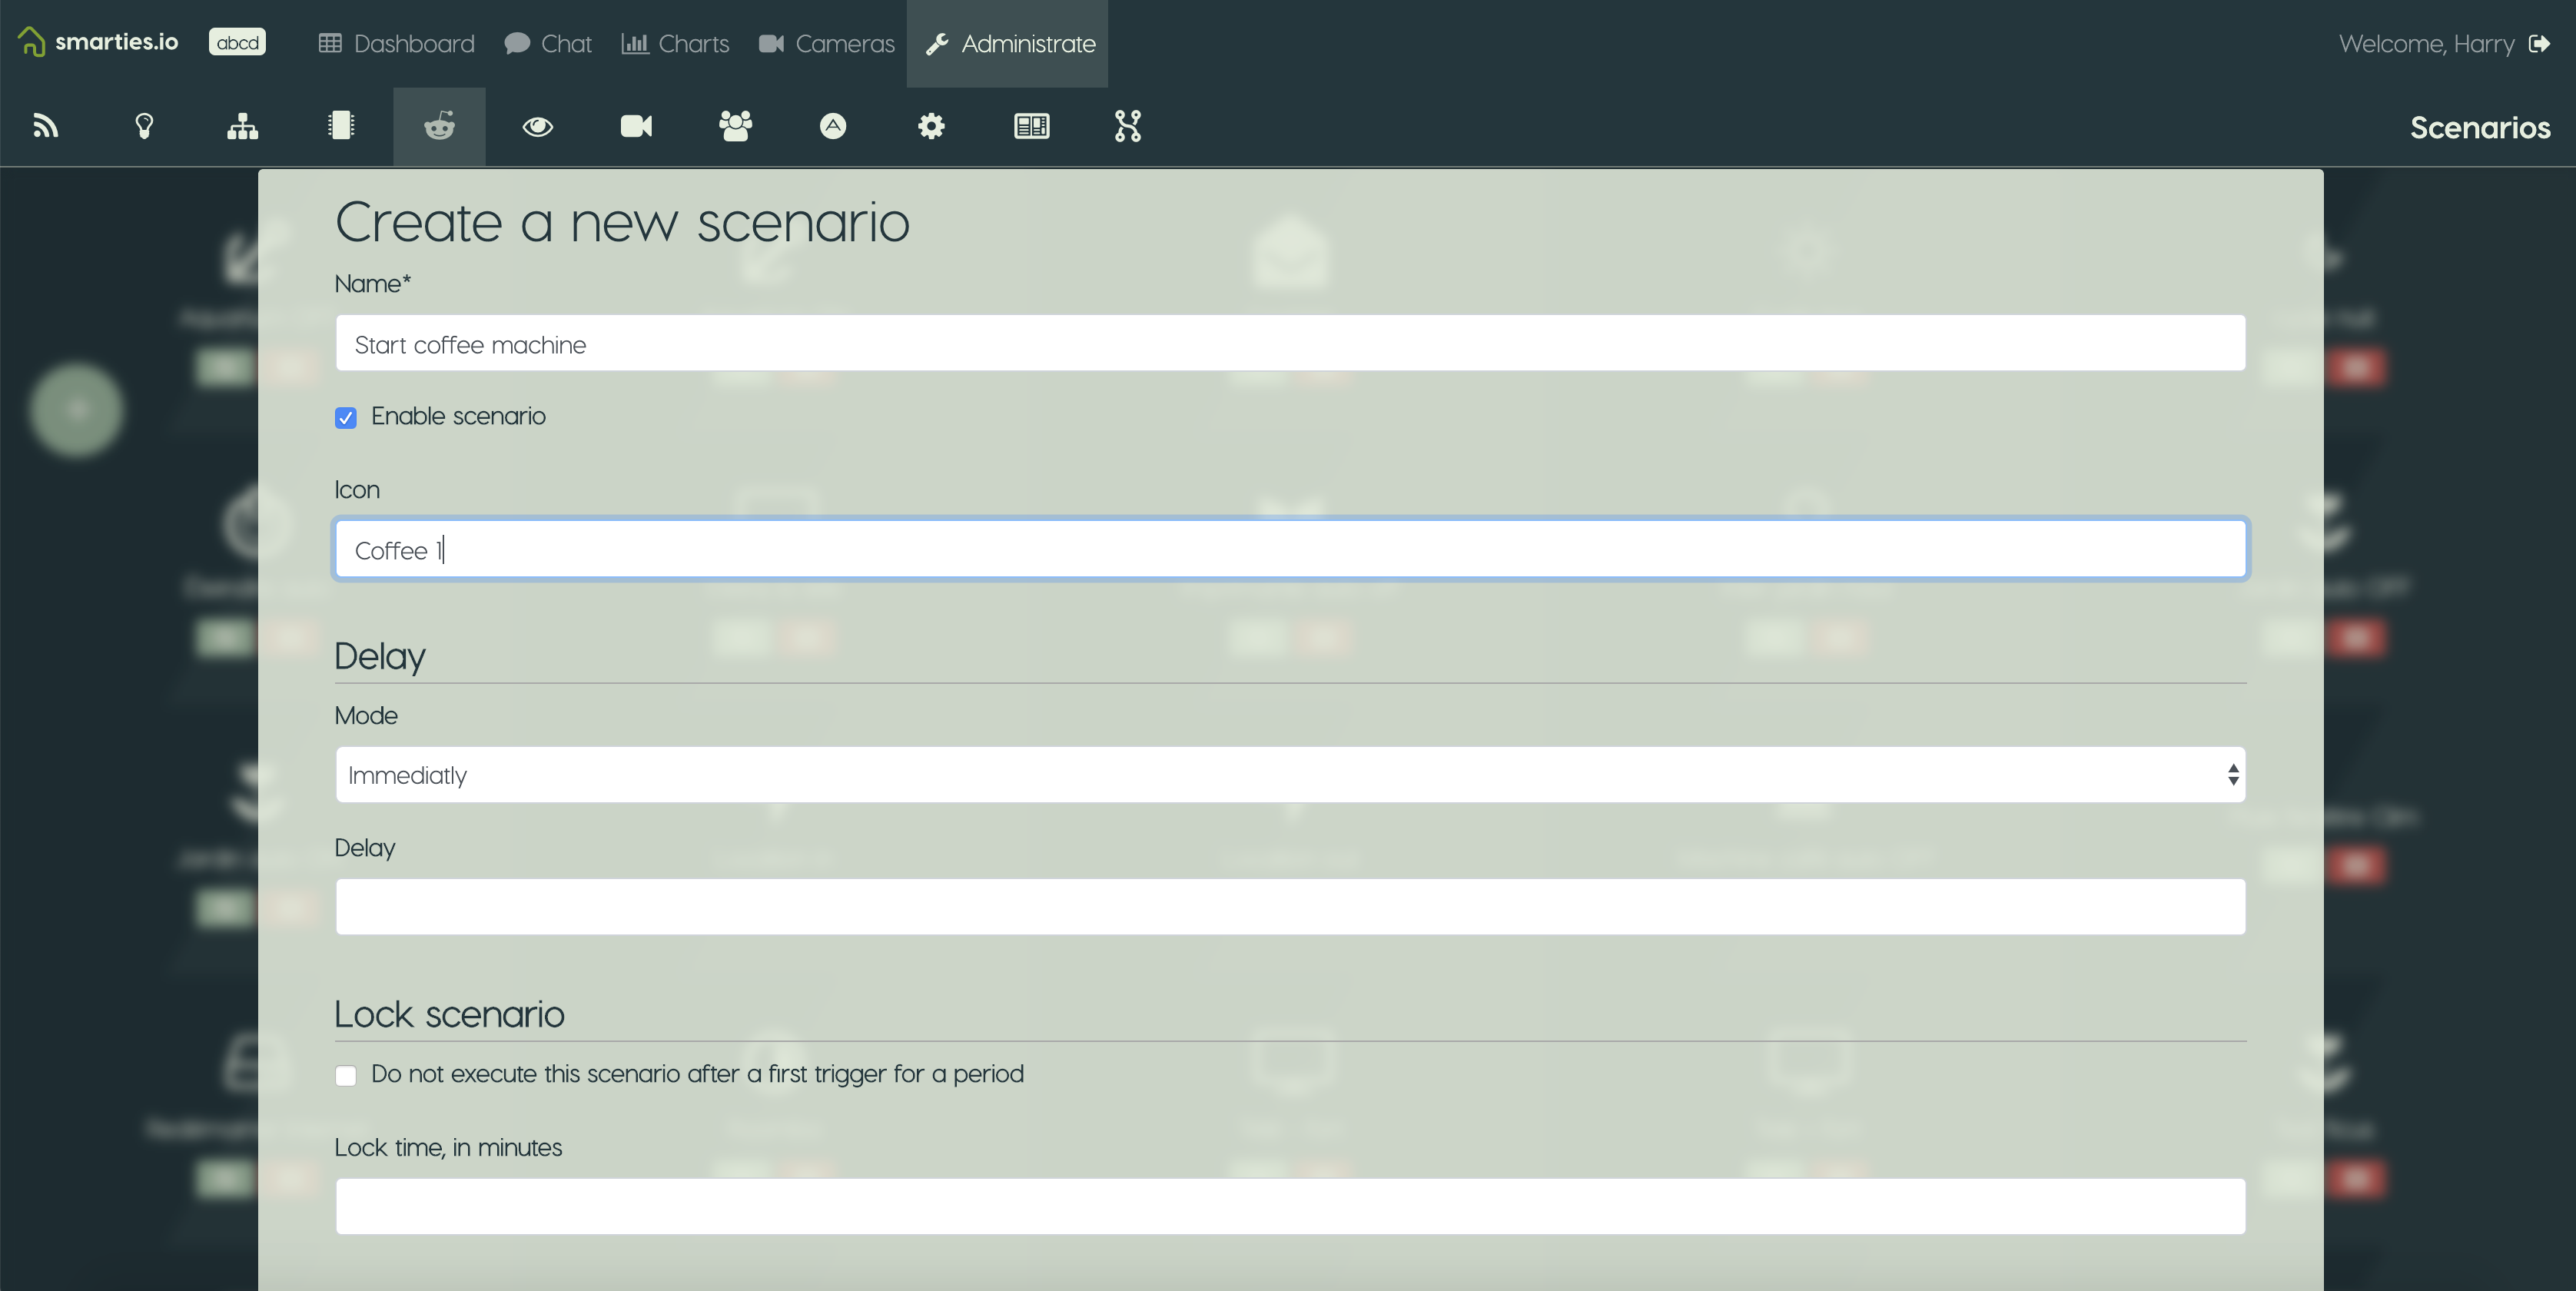 smarties.io abcd Dashboard Chat Charts Cameras Administrate Welcome, Harry
Scenarios
Create a new scenario
Name*
Start coffee machine
Enable scenario
Icon
Coffee 1
Delay
Mode
Immediatly
Delay
Lock scenario
Do not execute this scenario after a first trigger for a period
Lock time, in minutes